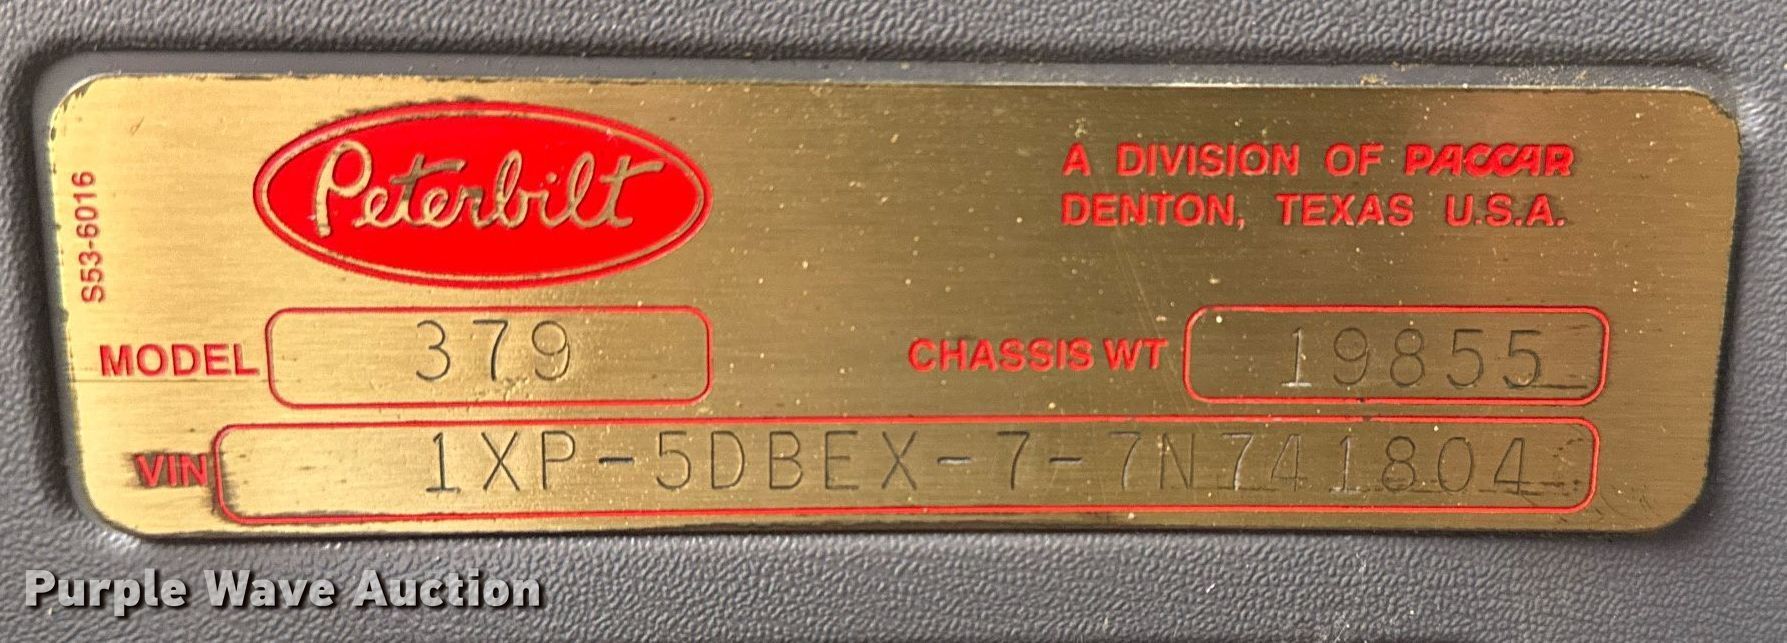 Peterbilt
A DIVISION OF PACCAR
DENTON, TEXAS U.S.A.
S53-6016
MODEL 379
CHASSIS WT 19855
VIN 1XP-5DBEX-7-7N741804
Purple Wave Auction